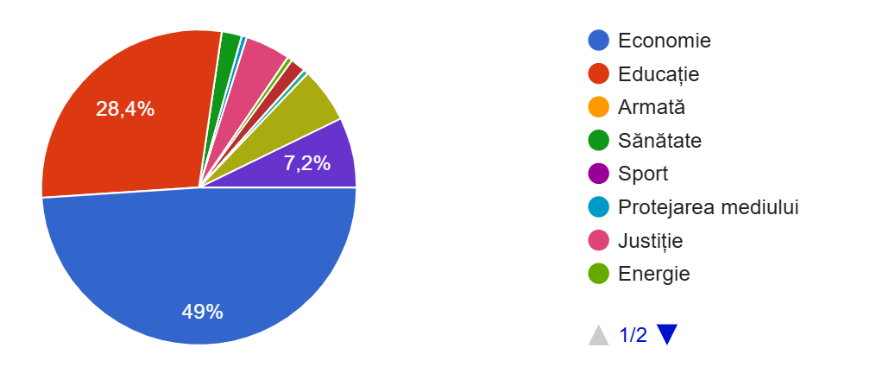 28,4%
7,2%
49%
Economie
Educație
Armată
Sănătate
Sport
Protejarea mediului
Justiție
Energie
1/2